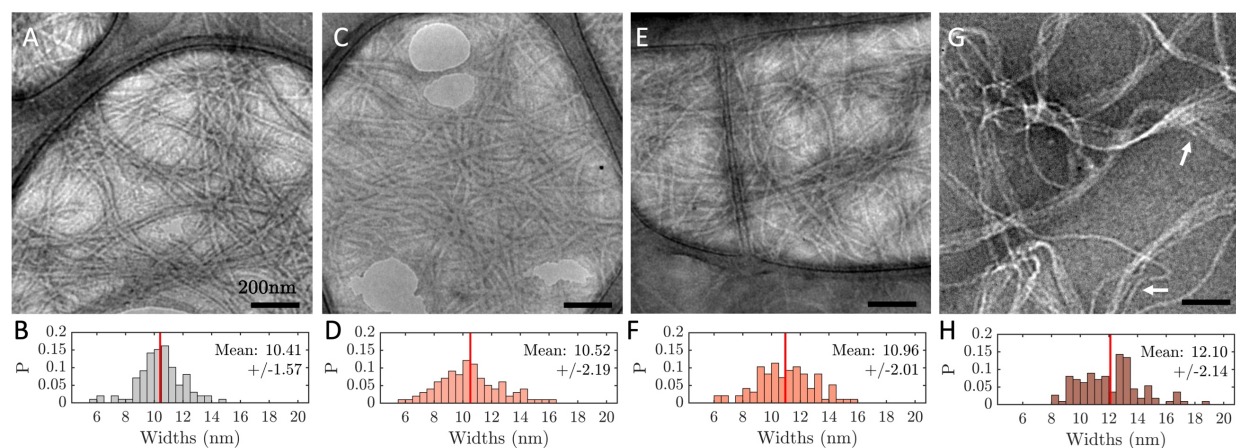 A
C
E
G
200nm
B
0.2
0.15
0.1
0.05
0
P
Mean: 10.41
+/-1.57
6 8 10 12 14 16 18 20
Widths (nm)
D
0.2
0.15
0.1
0.05
0
P
Mean: 10.52
+/-2.19
6 8 10 12 14 16 18 20
Widths (nm)
F
0.2
0.15
0.1
0.05
0
P
Mean: 10.96
+/-2.01
6 8 10 12 14 16 18 20
Widths (nm)
H
0.2
0.15
0.1
0.05
0
P
Mean: 12.10
+/-2.14
6 8 10 12 14 16 18 20
Widths (nm)